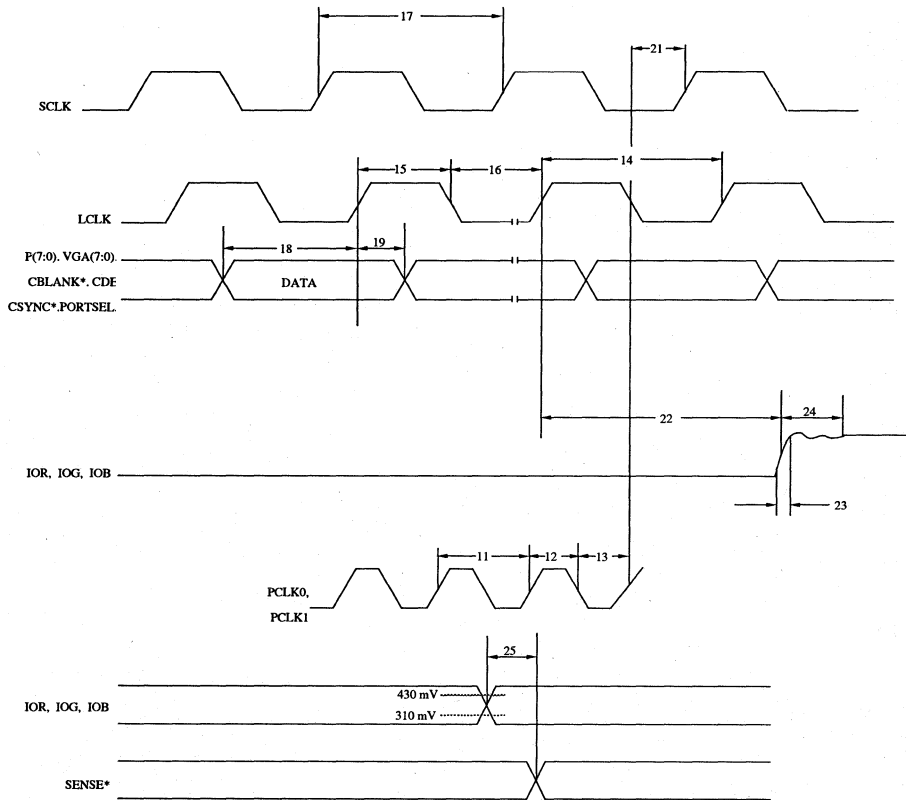 17
21
SCLK
14
15
16
LCLK
18
19
P(7:0). VGA(7:0).
CBLANK*. CDE
DATA
CSYNC*.PORTSEL.
22
24
IOR, IOG, IOB
23
11
12
13
PCLK0,
PCLK1
25
430 mV
IOR, IOG, IOB
310 mV
SENSE*